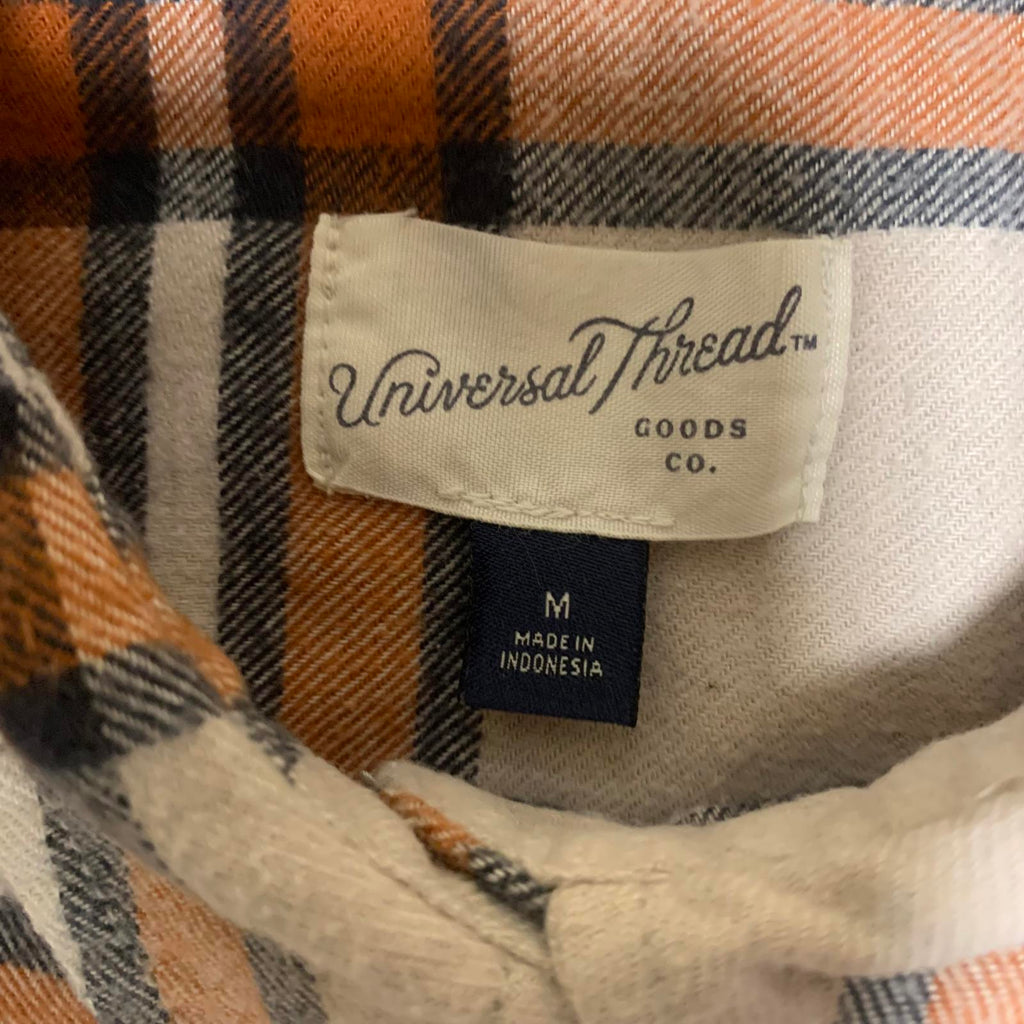 Universal Thread™
GOODS
CO.
M
MADE IN
INDONESIA